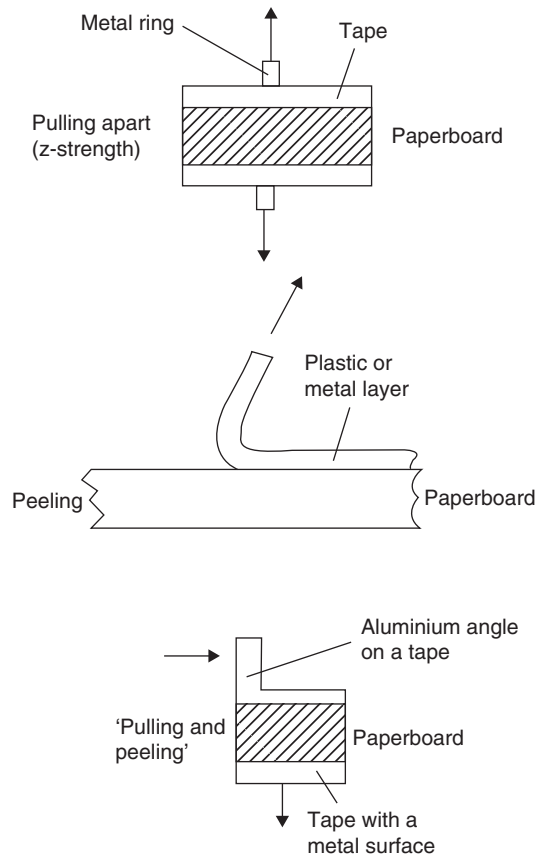 Metal ring
Tape
Pulling apart
(z-strength)
Paperboard
Plastic or
metal layer
Peeling
Paperboard
Aluminium angle
on a tape
‘Pulling and
peeling’
Paperboard
Tape with a
metal surface